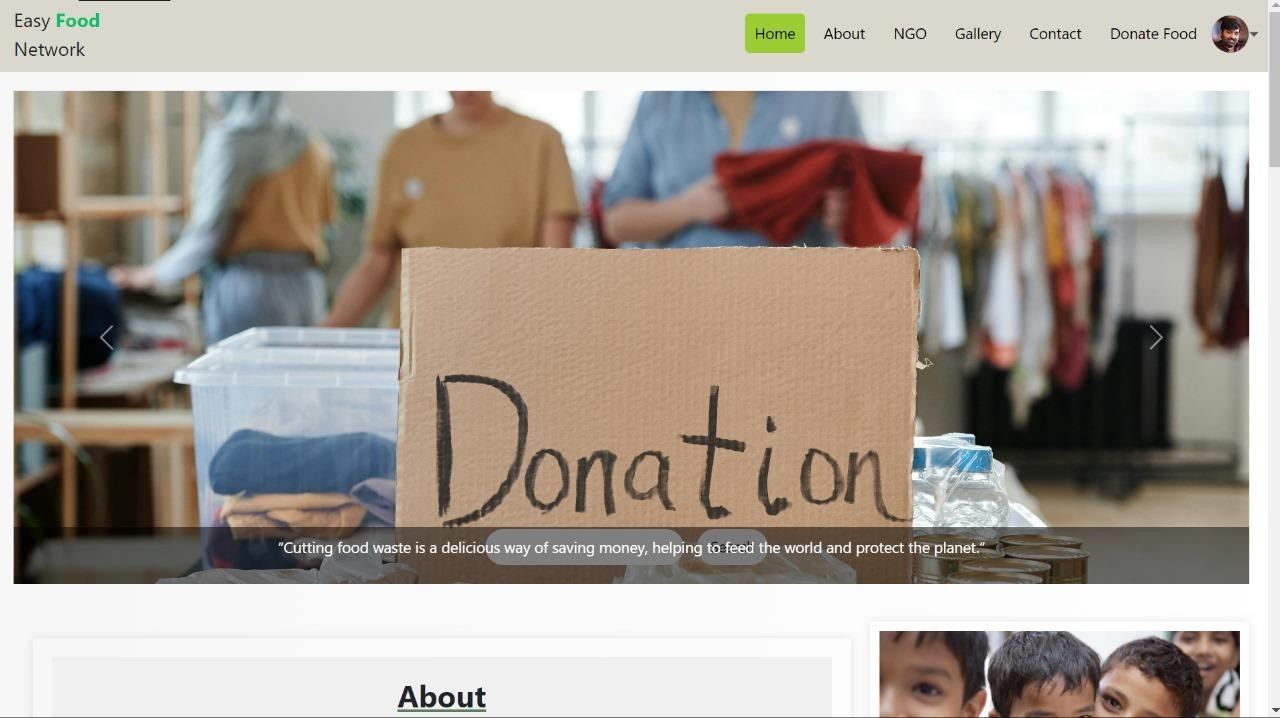 Easy Food
Network
Home
About
NGO
Gallery
Contact
Donate Food
Donation
“Cutting food waste is a delicious way of saving money, helping to feed the world and protect the planet.”
About